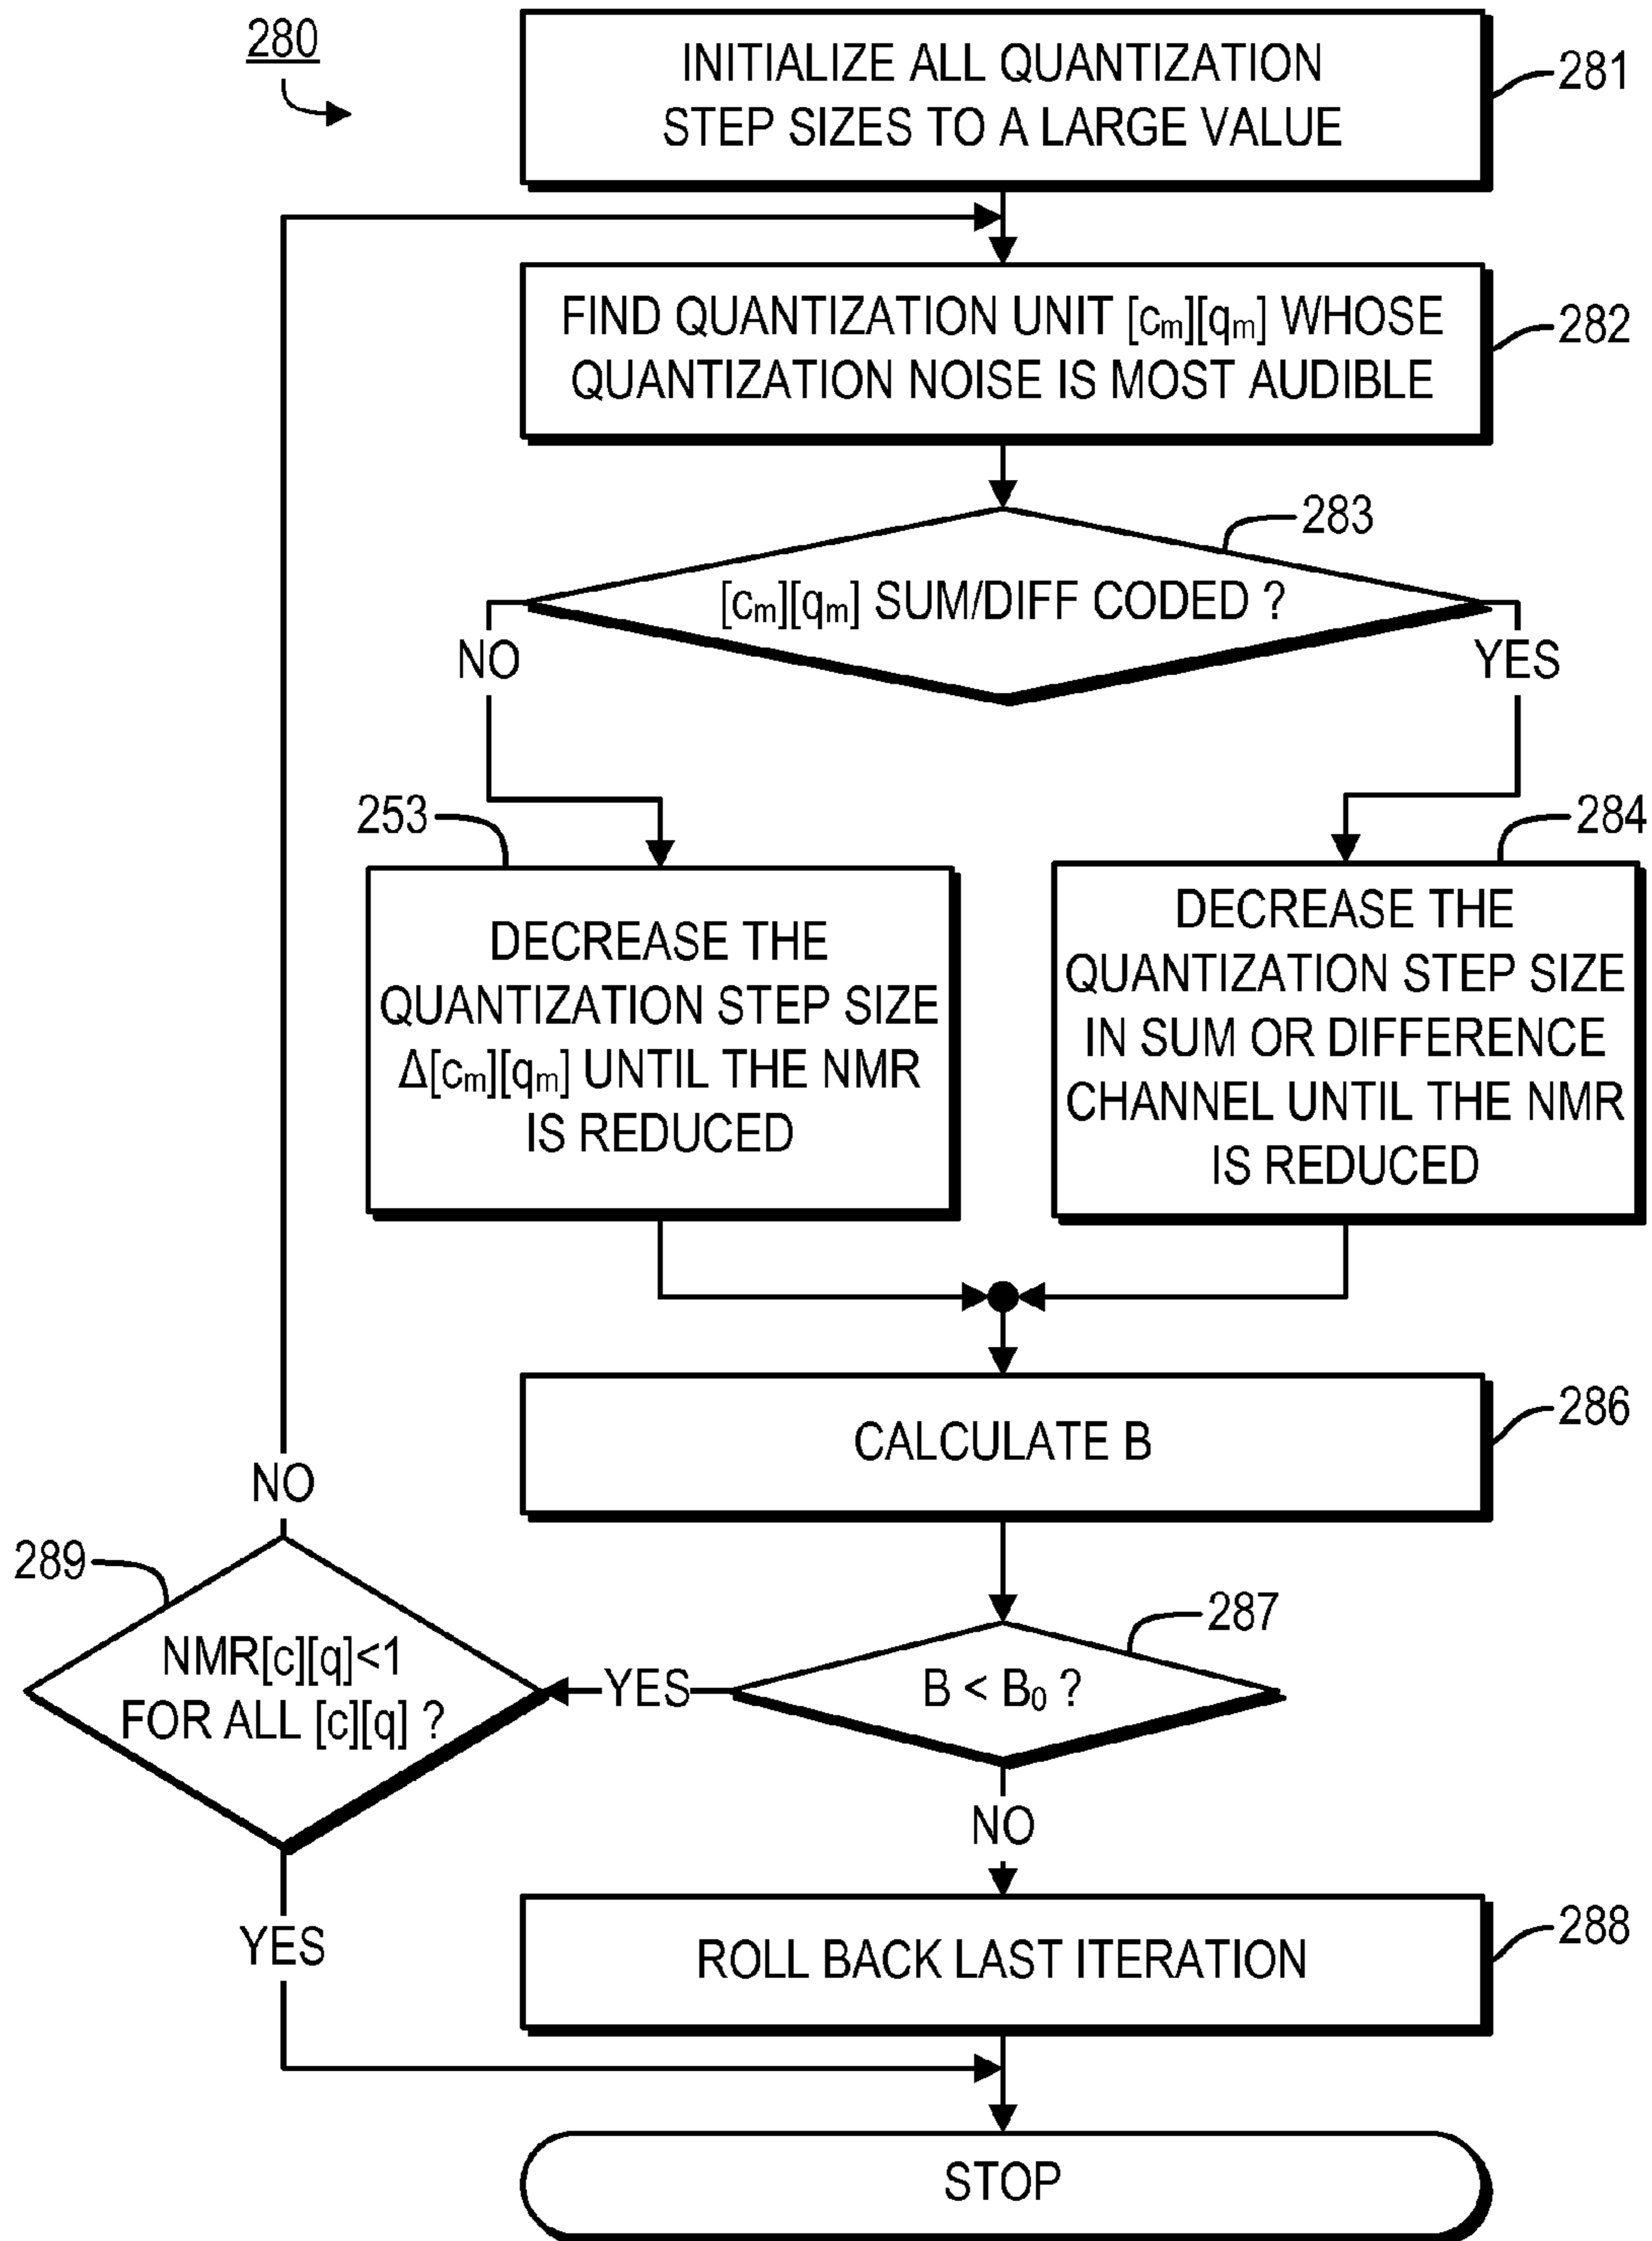 280
INITIALIZE ALL QUANTIZATION
STEP SIZES TO A LARGE VALUE
281
FIND QUANTIZATION UNIT [cₘ][qₘ] WHOSE
QUANTIZATION NOISE IS MOST AUDIBLE
282
283
[cₘ][qₘ] SUM/DIFF CODED ?
NO
YES
253
284
DECREASE THE
QUANTIZATION STEP SIZE
Δ[cₘ][qₘ] UNTIL THE NMR
IS REDUCED
DECREASE THE
QUANTIZATION STEP SIZE
IN SUM OR DIFFERENCE
CHANNEL UNTIL THE NMR
IS REDUCED
CALCULATE B
286
NO
289
NMR[c][q]<1
FOR ALL [c][q] ?
YES
287
B < B₀ ?
NO
YES
ROLL BACK LAST ITERATION
288
STOP